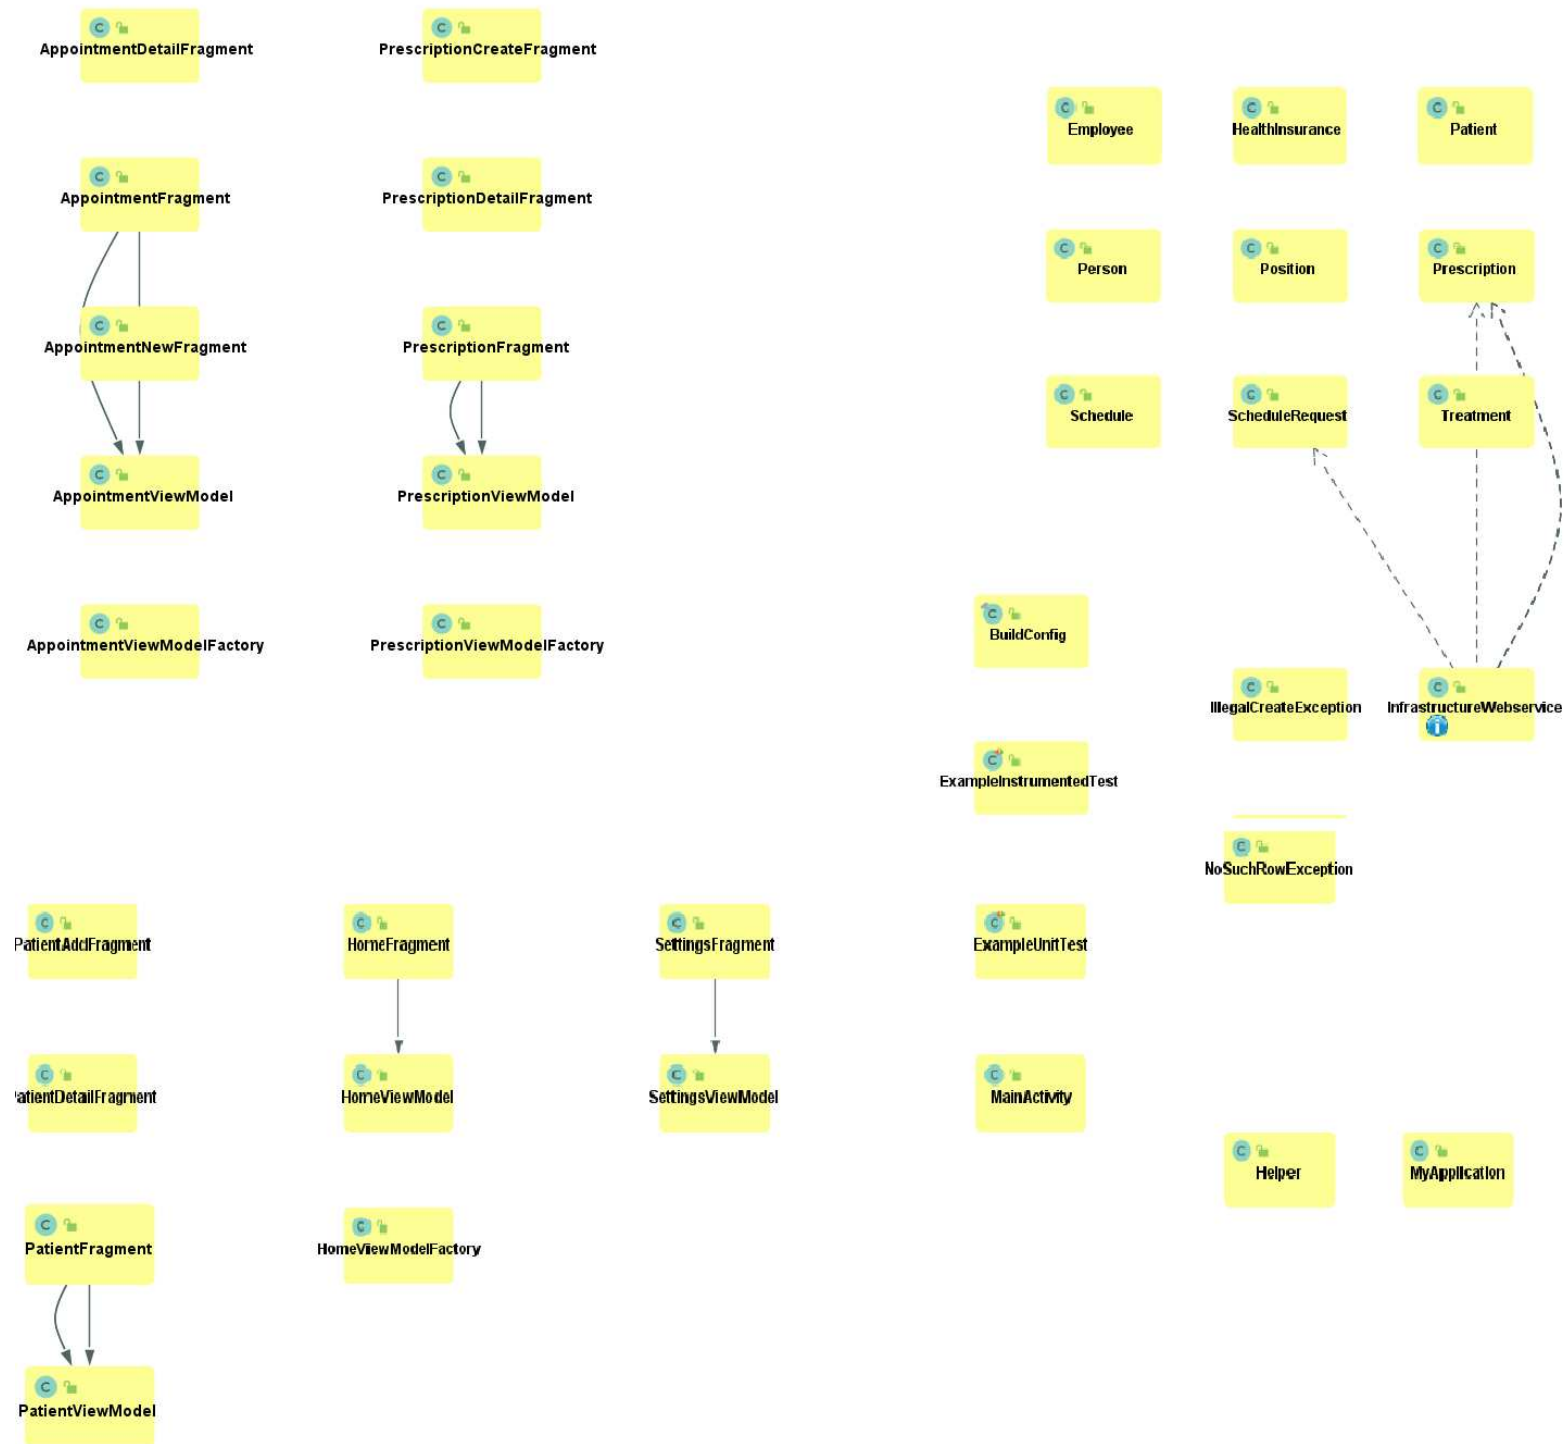 AppointmentDetailFragment
PrescriptionCreateFragment
Employee
HealthInsurance
Patient
AppointmentFragment
PrescriptionDetailFragment
Person
Position
Prescription
AppointmentNewFragment
PrescriptionFragment
Schedule
ScheduleRequest
Treatment
AppointmentViewModel
PrescriptionViewModel
AppointmentViewModelFactory
PrescriptionViewModelFactory
BuildConfig
IllegalCreateException
InfrastructureWebservice
ExampleInstrumentedTest
NoSuchRowException
PatientAddFragment
HomeFragment
SettingsFragment
ExampleUnitTest
atientDetailFragment
HomeViewModel
SettingsViewModel
MainActivity
Helper
MyApplication
PatientFragment
HomeViewModelFactory
PatientViewModel